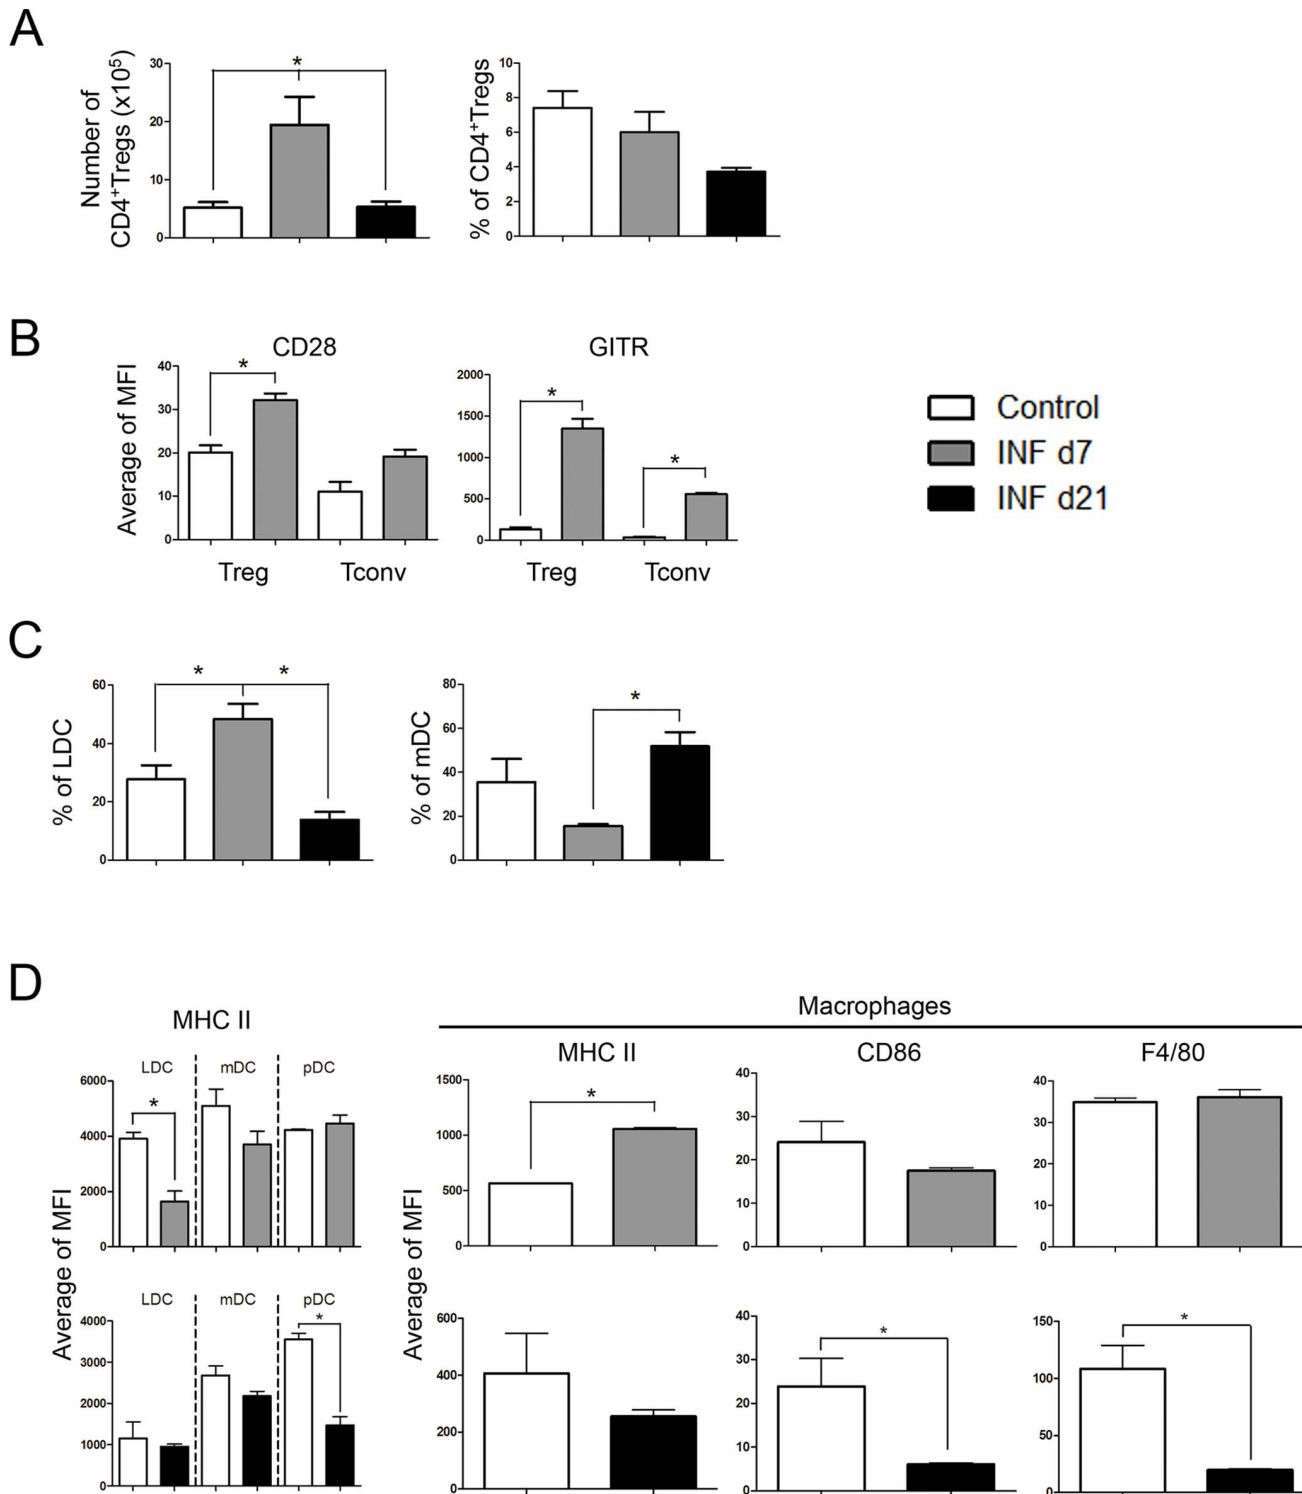 A
Number of
CD4+Tregs (x10⁵)
30
20
10
0
*
% of CD4+Tregs
10
8
6
4
2
0
B
CD28
Average of MFI
40
30
20
10
0
*
Treg
Tconv
GITR
2000
1500
1000
500
0
*
*
Treg
Tconv
Control
INF d7
INF d21
C
% of LDC
60
40
20
0
*
*
% of mDC
80
60
40
20
0
*
D
MHC II
Average of MFI
LDC
mDC
pDC
6000
4000
2000
0
*
LDC
mDC
pDC
4000
3000
2000
1000
0
*
Macrophages
Average of MFI
MHC II
1500
1000
500
0
*
CD86
40
30
20
10
0
F4/80
40
30
20
10
0
600
400
200
0
40
30
20
10
0
*
150
100
50
0
*